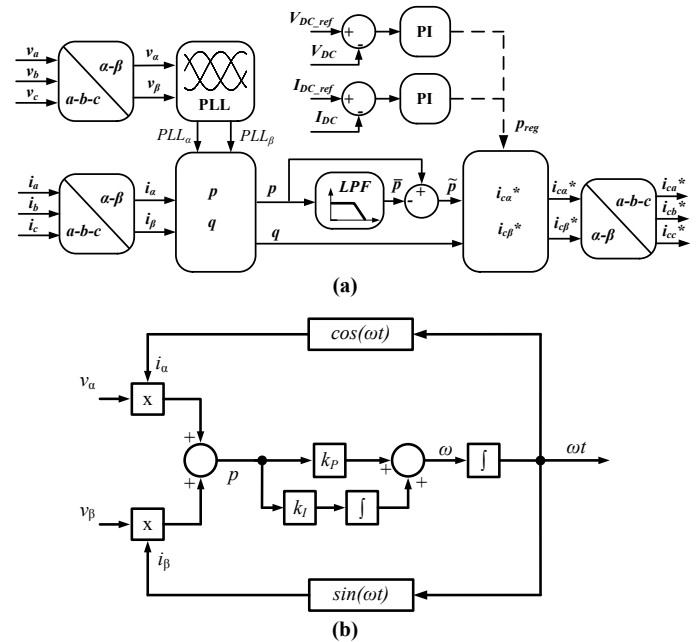 V_DC_ref
V_DC
+
-
PI
v_a
v_b
v_c
α-β
a-b-c
v_α
v_β
PLL
I_DC_ref
I_DC
+
-
PI
PLL_α
PLL_β
p_reg
i_a
i_b
i_c
α-β
a-b-c
i_α
i_β
p
q
p
q
LPF
p̅
+
-
p̃
i_cα*
i_cβ*
i_cα*
i_cβ*
a-b-c
α-β
i_ca*
i_cb*
i_cc*
(a)
cos(ωt)
i_α
v_α
x
+
+
p
k_P
k_I
∫
+
+
ω
∫
ωt
v_β
x
i_β
sin(ωt)
(b)